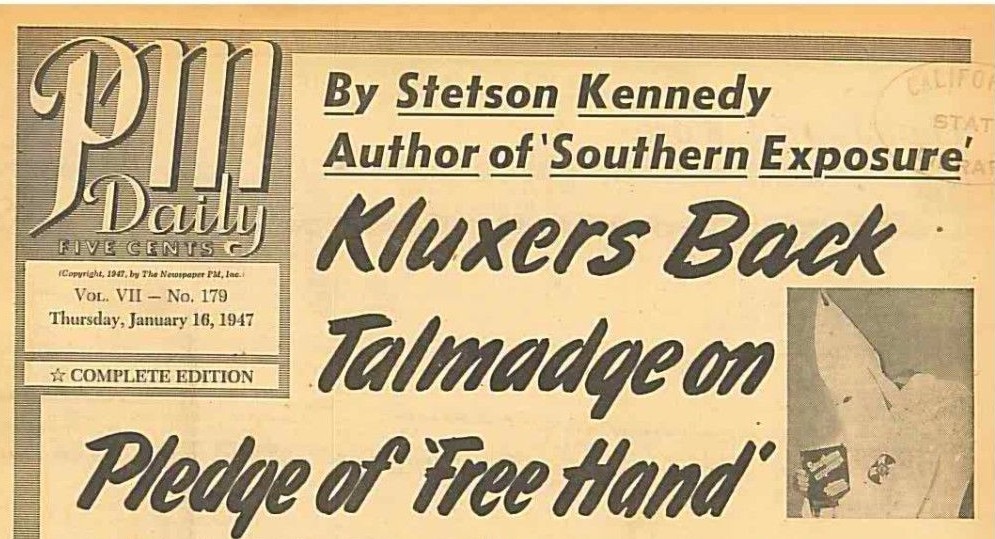 PM
Daily
FIVE CENTS
(Copyright, 1947, by The Newspaper PM, Inc.)
VOL. VII — No. 179
Thursday, January 16, 1947
☆ COMPLETE EDITION
By Stetson Kennedy
Author of 'Southern Exposure'
Kluxers Back
Talmadge on
Pledge of 'Free Hand'
STAT